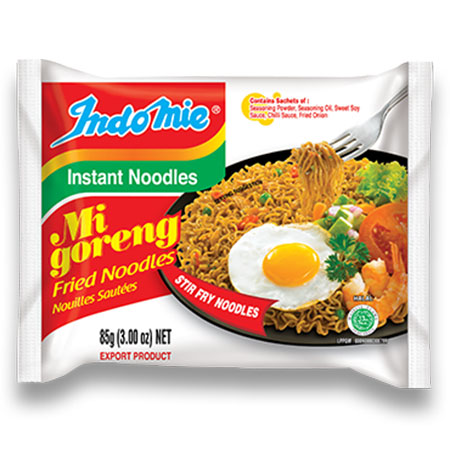 Indomie®
Instant Noodles
Mi
goreng
Fried Noodles
Nouilles Sautées
85g (3.00 oz) NET
EXPORT PRODUCT
Contains Sachets of :
Seasoning Powder, Seasoning Oil, Sweet Soy
Sauce, Chilli Sauce, Fried Onion
STIR FRY NOODLES
HALAL